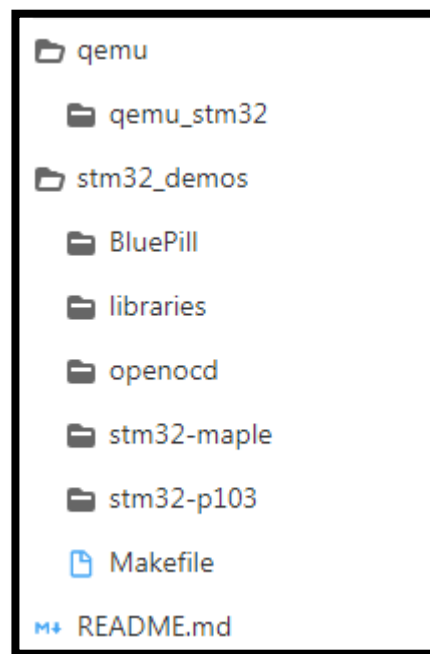 qemu
qemu_stm32
stm32_demos
BluePill
libraries
openocd
stm32-maple
stm32-p103
Makefile
M↓ README.md